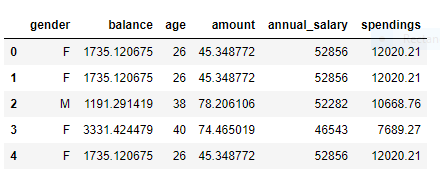 gender balance age amount annual_salary spendings
0 F 1735.120675 26 45.348772 52856 12020.21
1 F 1735.120675 26 45.348772 52856 12020.21
2 M 1191.291419 38 78.206106 52282 10668.76
3 F 3331.424479 40 74.465019 46543 7689.27
4 F 1735.120675 26 45.348772 52856 12020.21